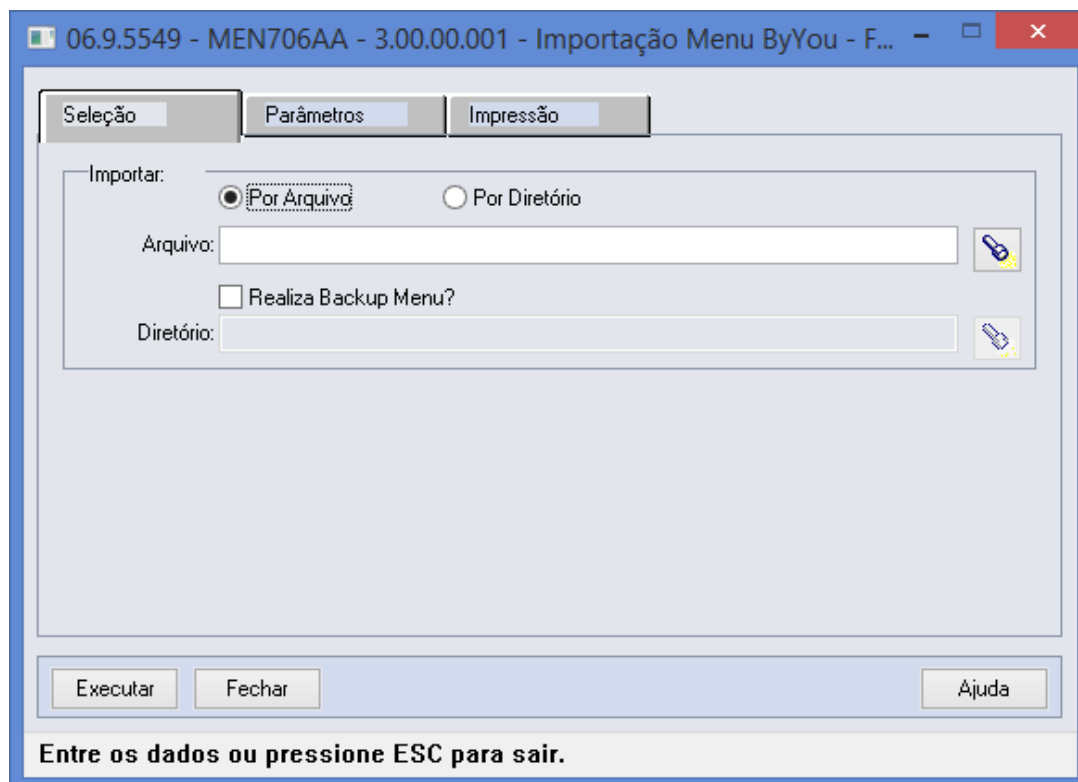 06.9.5549 - MEN706AA - 3.00.00.001 - Importação Menu ByYou - F...
Seleção Parâmetros Impressão
Importar:
Por Arquivo Por Diretório
Arquivo:
Realiza Backup Menu?
Diretório:
Executar Fechar Ajuda
Entre os dados ou pressione ESC para sair.